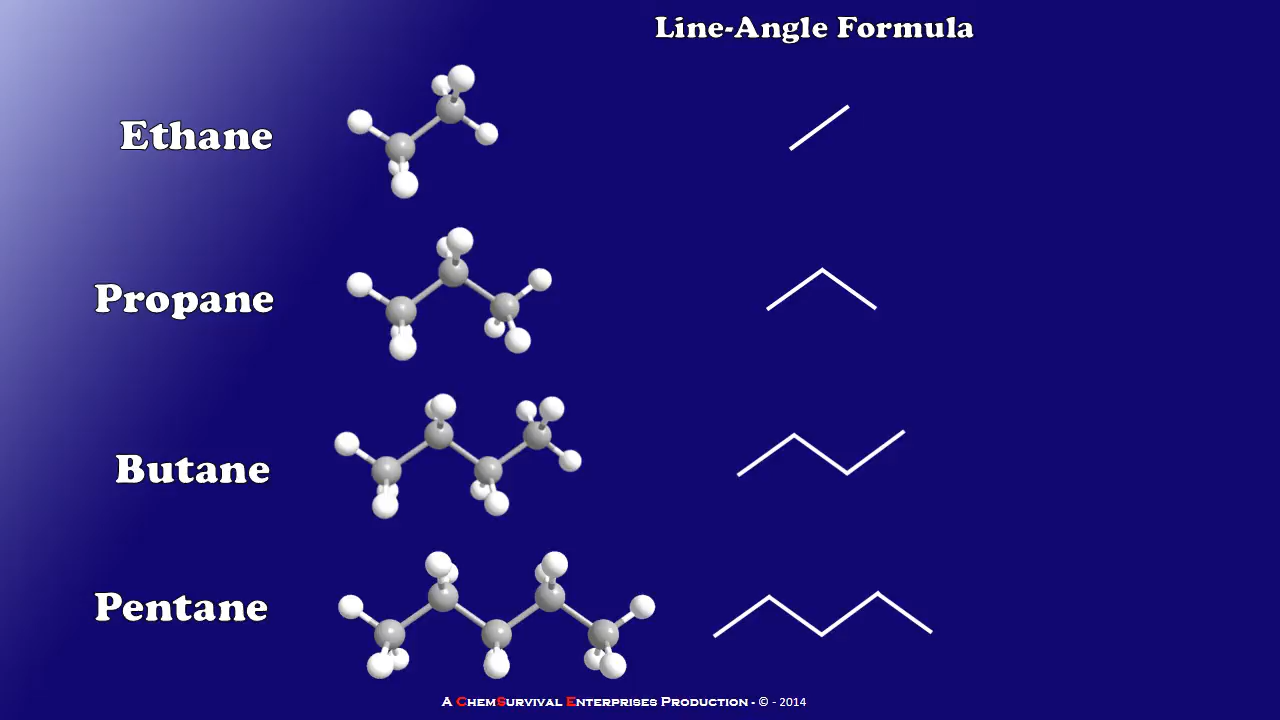 Line-Angle Formula
Ethane
Propane
Butane
Pentane
A ChemSurvival Enterprises Production - © - 2014